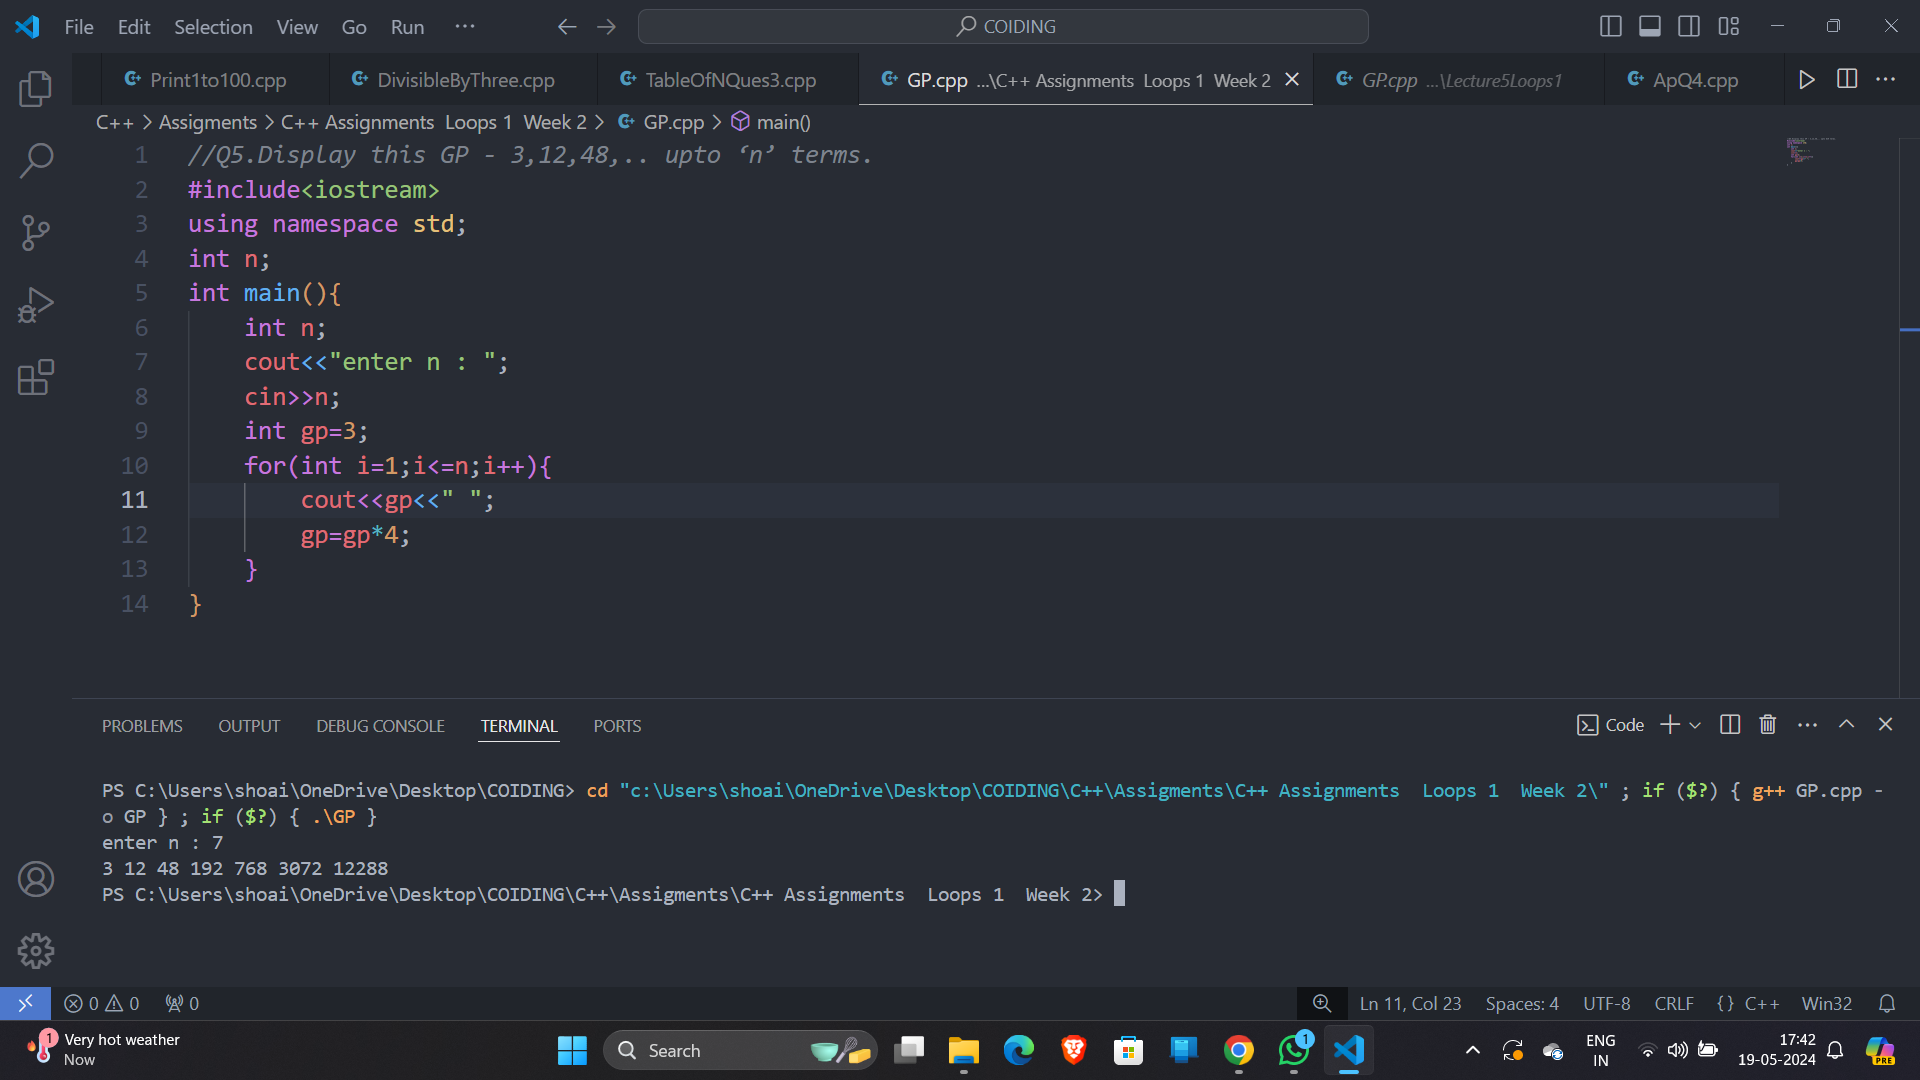 File Edit Selection View Go Run ··· COIDING
Print1to100.cpp DivisibleByThree.cpp TableOfNQues3.cpp GP.cpp ...\C++ Assignments  Loops 1  Week 2 GP.cpp ...\Lecture5Loops1 ApQ4.cpp ···
C++ > Assigments > C++ Assignments  Loops 1  Week 2 > GP.cpp > main()
1 //Q5.Display this GP - 3,12,48,.. upto ‘n’ terms.
2 #include<iostream>
3 using namespace std;
4 int n;
5 int main(){
6     int n;
7     cout<<"enter n : ";
8     cin>>n;
9     int gp=3;
10     for(int i=1;i<=n;i++){
11         cout<<gp<<" ";
12         gp=gp*4;
13     }
14 }
PROBLEMS OUTPUT DEBUG CONSOLE TERMINAL PORTS Code ···
PS C:\Users\shoai\OneDrive\Desktop\COIDING> cd "c:\Users\shoai\OneDrive\Desktop\COIDING\C++\Assigments\C++ Assignments  Loops 1  Week 2\" ; if ($?) { g++ GP.cpp -
o GP } ; if ($?) { .\GP }
enter n : 7
3 12 48 192 768 3072 12288
PS C:\Users\shoai\OneDrive\Desktop\COIDING\C++\Assigments\C++ Assignments  Loops 1  Week 2>
0 0 0 Ln 11, Col 23 Spaces: 4 UTF-8 CRLF {} C++ Win32
1 Very hot weather
Now
Search
1
ENG
IN
17:42
19-05-2024
PRE